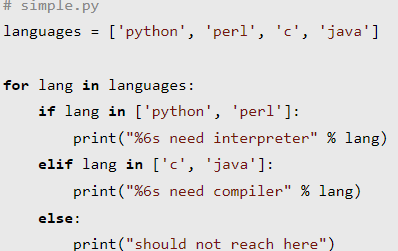 # simple.py
languages = ['python', 'perl', 'c', 'java']

for lang in languages:
    if lang in ['python', 'perl']:
        print("%6s need interpreter" % lang)
    elif lang in ['c', 'java']:
        print("%6s need compiler" % lang)
    else:
        print("should not reach here")